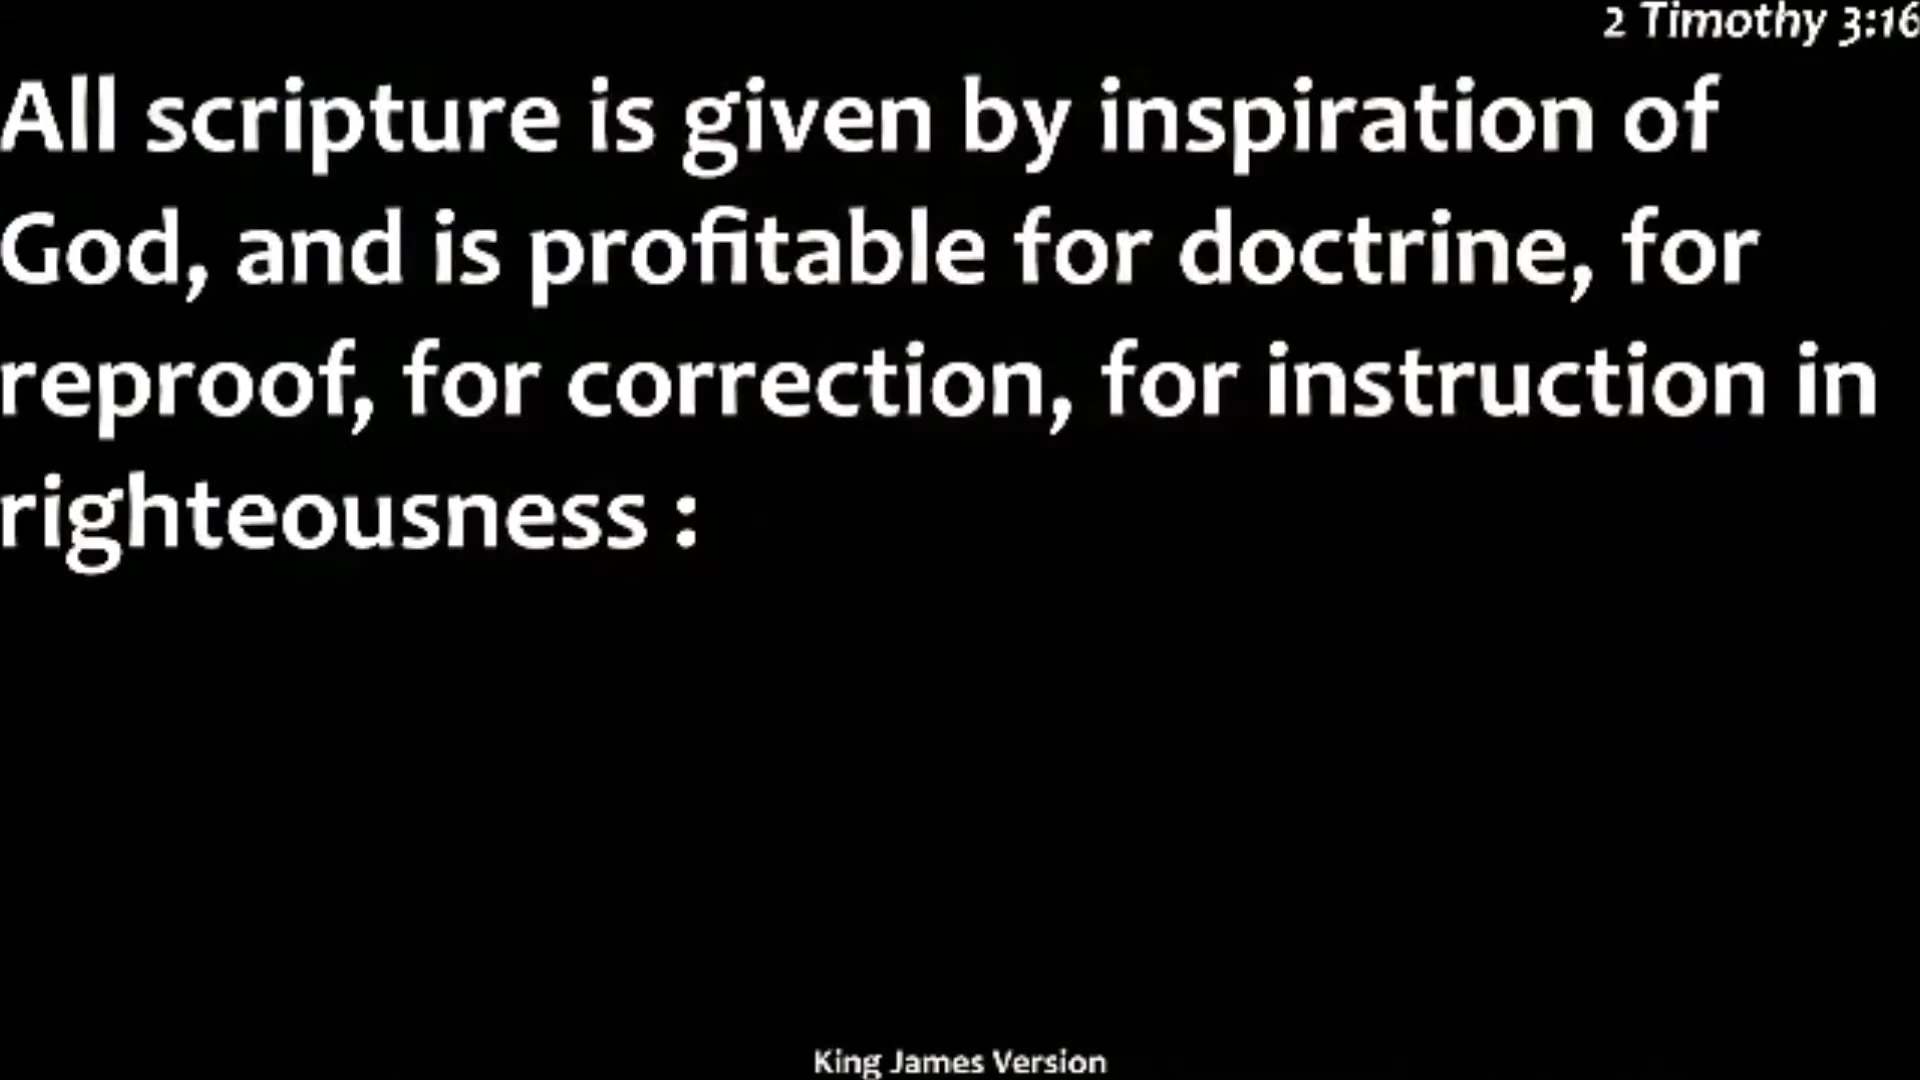 2 Timothy 3:16
All scripture is given by inspiration of
God, and is profitable for doctrine, for
reproof, for correction, for instruction in
righteousness :
King James Version